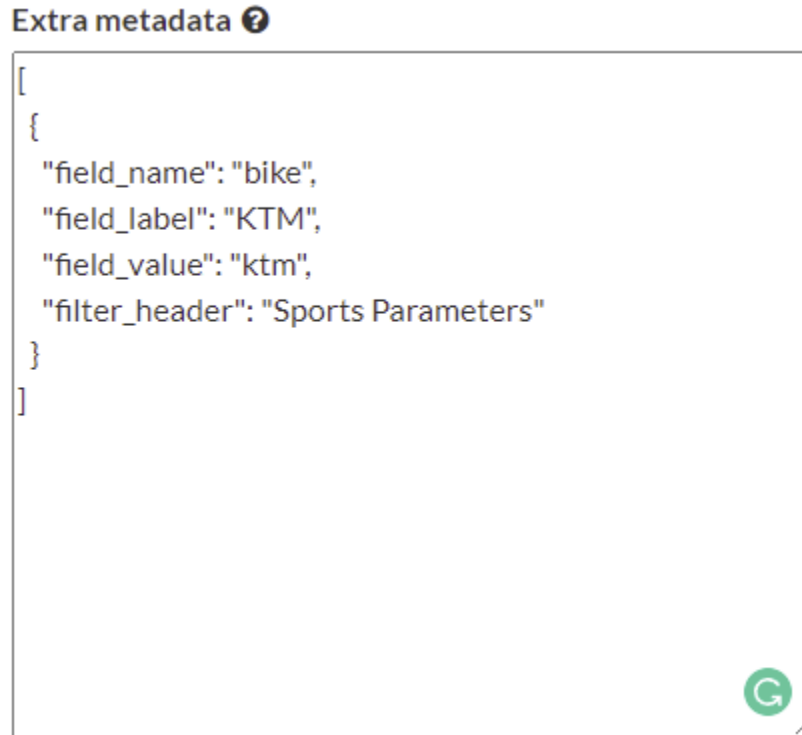 Extra metadata ?
[
{
"field_name": "bike",
"field_label": "KTM",
"field_value": "ktm",
"filter_header": "Sports Parameters"
}
]